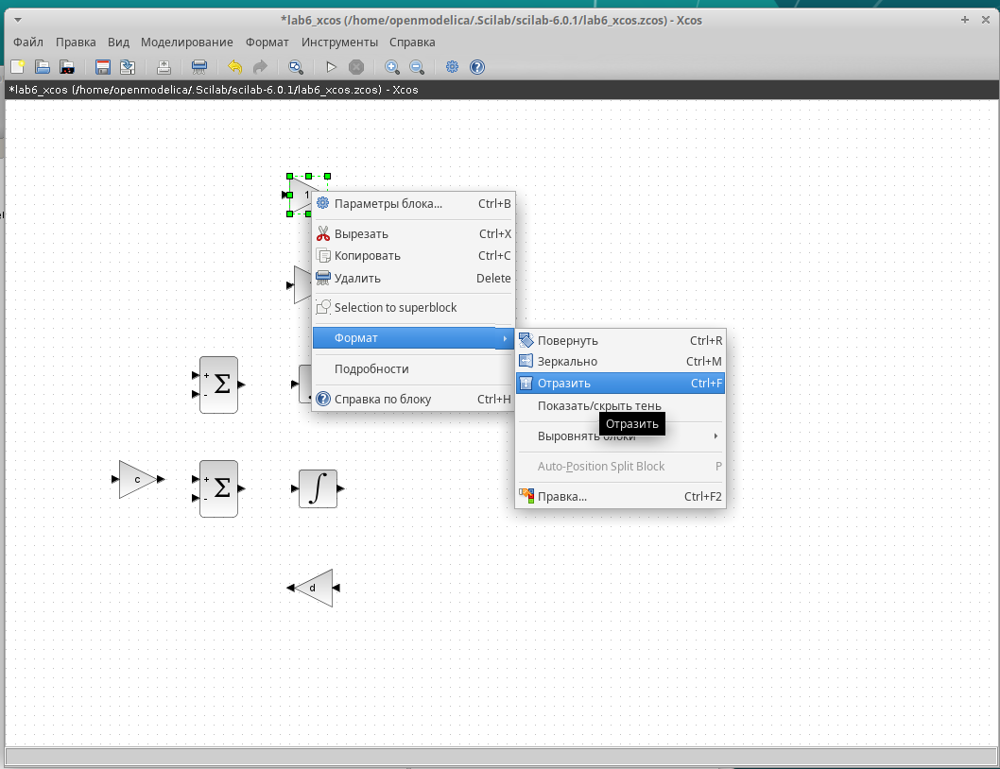 *lab6_xcos (/home/openmodelica/.Scilab/scilab-6.0.1/lab6_xcos.zcos) - Xcos
Файл Правка Вид Моделирование Формат Инструменты Справка
*lab6_xcos (/home/openmodelica/.Scilab/scilab-6.0.1/lab6_xcos.zcos) - Xcos
1
Параметры блока... Ctrl+B
Вырезать Ctrl+X
Копировать Ctrl+C
Удалить Delete
Selection to superblock
Формат
Подробности
Справка по блоку Ctrl+H
Повернуть Ctrl+R
Зеркально Ctrl+M
Отразить Ctrl+F
Показать/скрыть тень
Отразить
Выровнять блоки
Auto-Position Split Block P
Правка... Ctrl+F2
+
- Σ
c
+
- Σ
∫
d